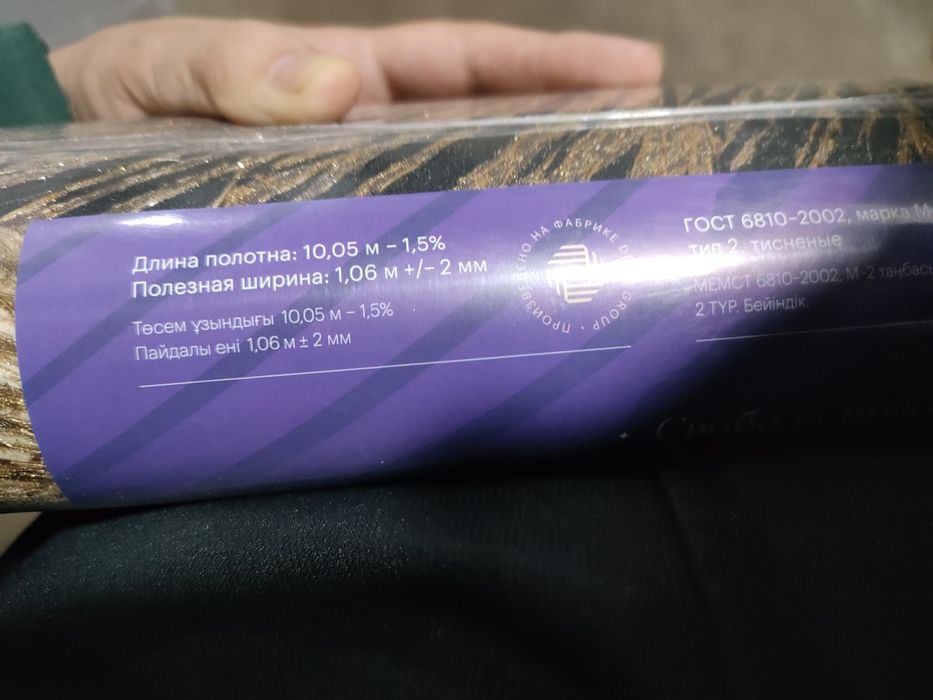 Длина полотна: 10,05 м – 1,5%
Полезная ширина: 1,06 м +/– 2 мм
Төсем ұзындығы 10,05 м – 1,5%
Пайдалы ені 1,06 м ± 2 мм
ПРОИЗВЕДЕНО НА ФАБРИКЕ GROUP •
ГОСТ 6810–2002, марка М
тип 2, тисненые
МЕМСТ 6810-2002, М-2 таңбасы
2 ТҮР, Бейіндік.
Свобода